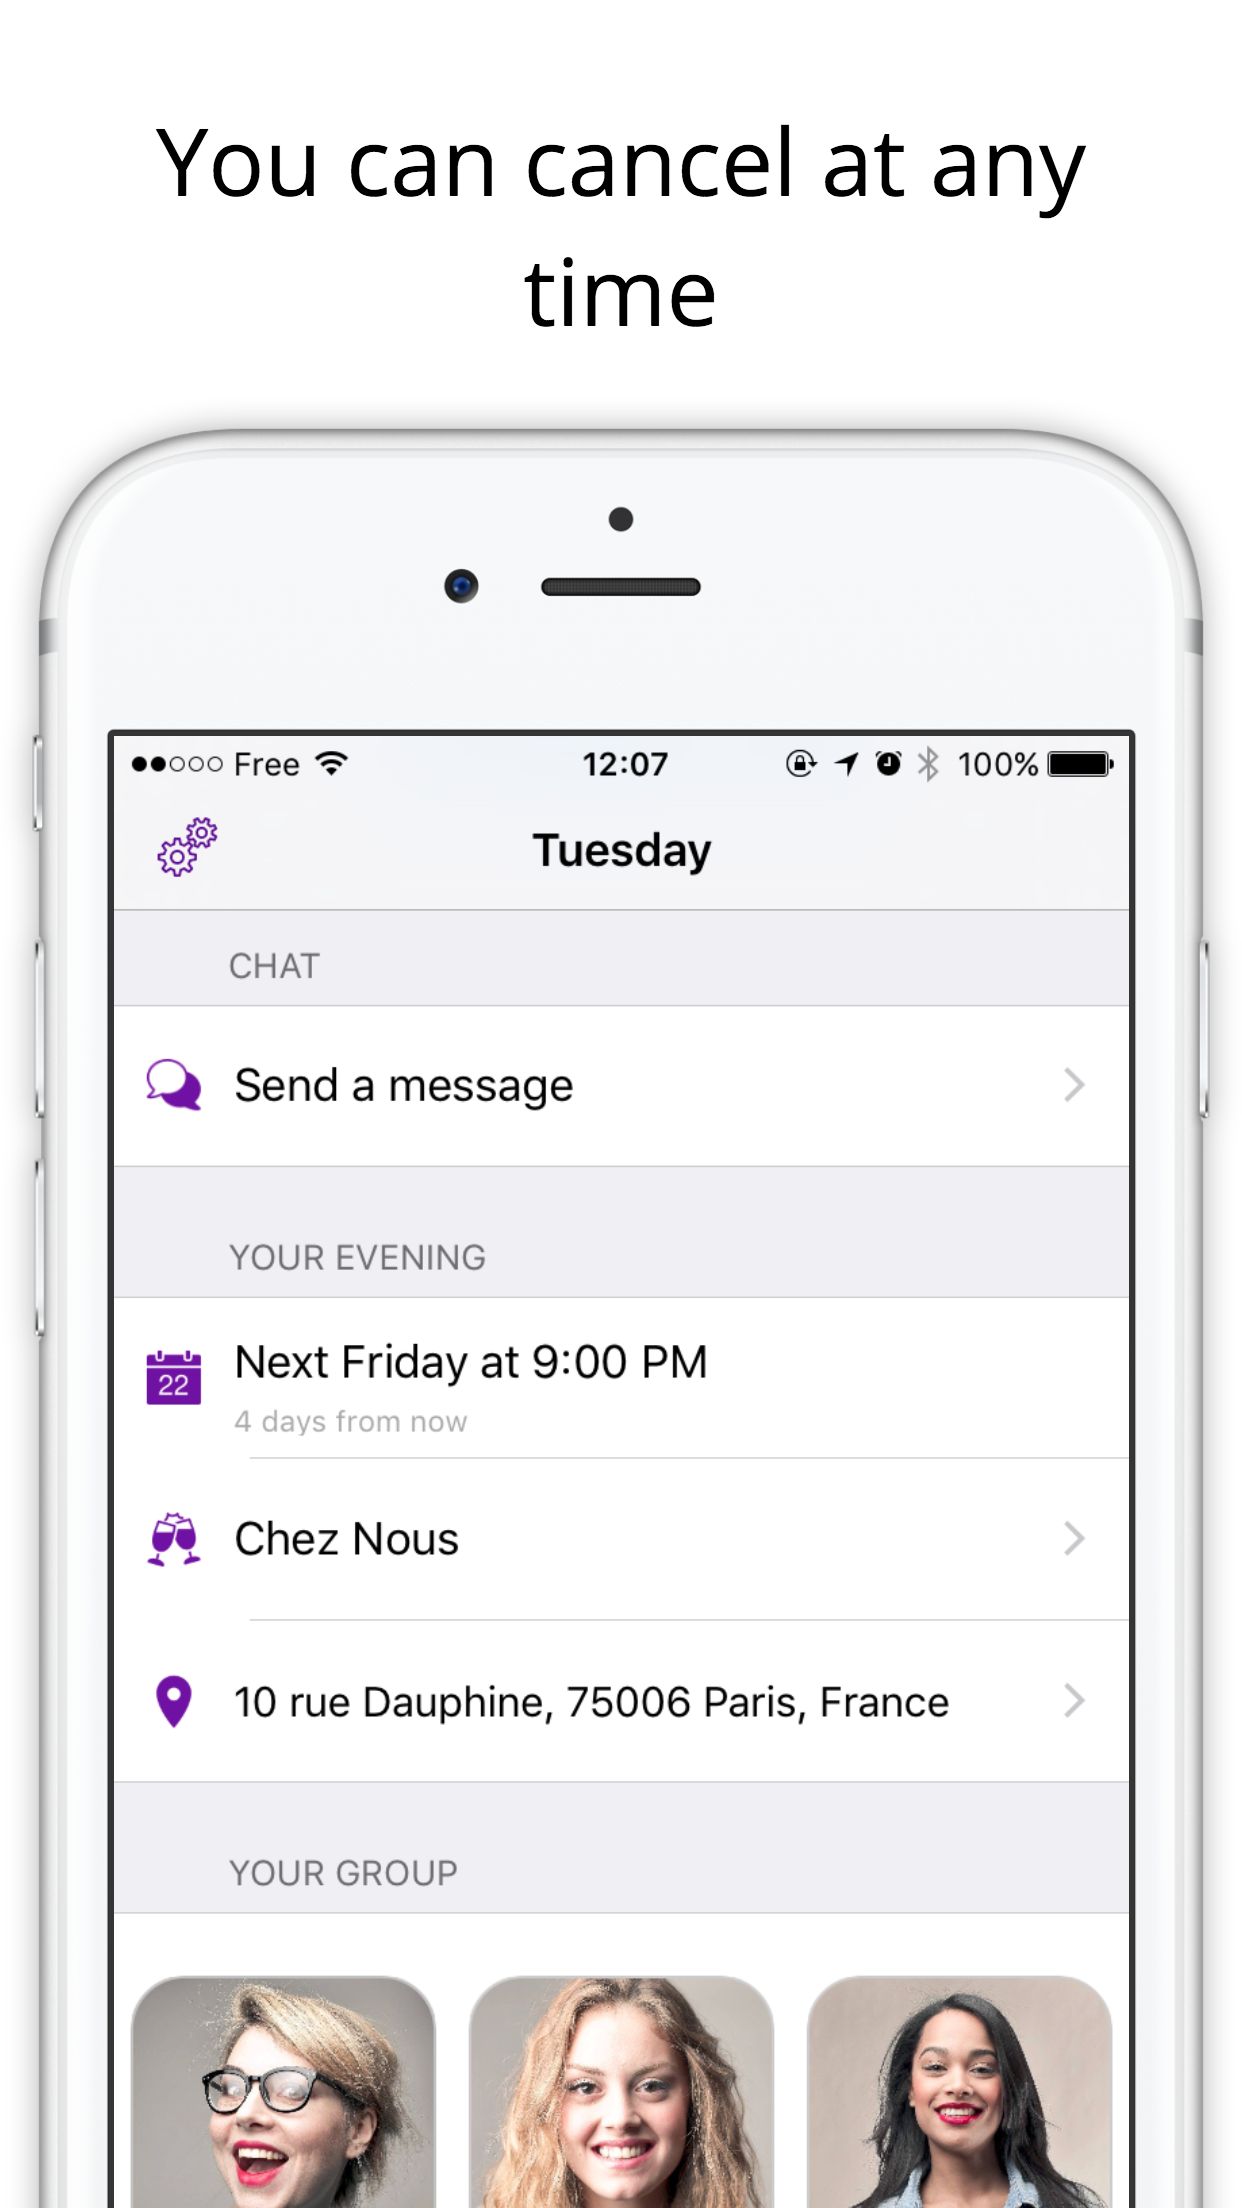 You can cancel at any
time
Free 12:07 100%
Tuesday
CHAT
Send a message
YOUR EVENING
Next Friday at 9:00 PM
22
4 days from now
Chez Nous
10 rue Dauphine, 75006 Paris, France
YOUR GROUP